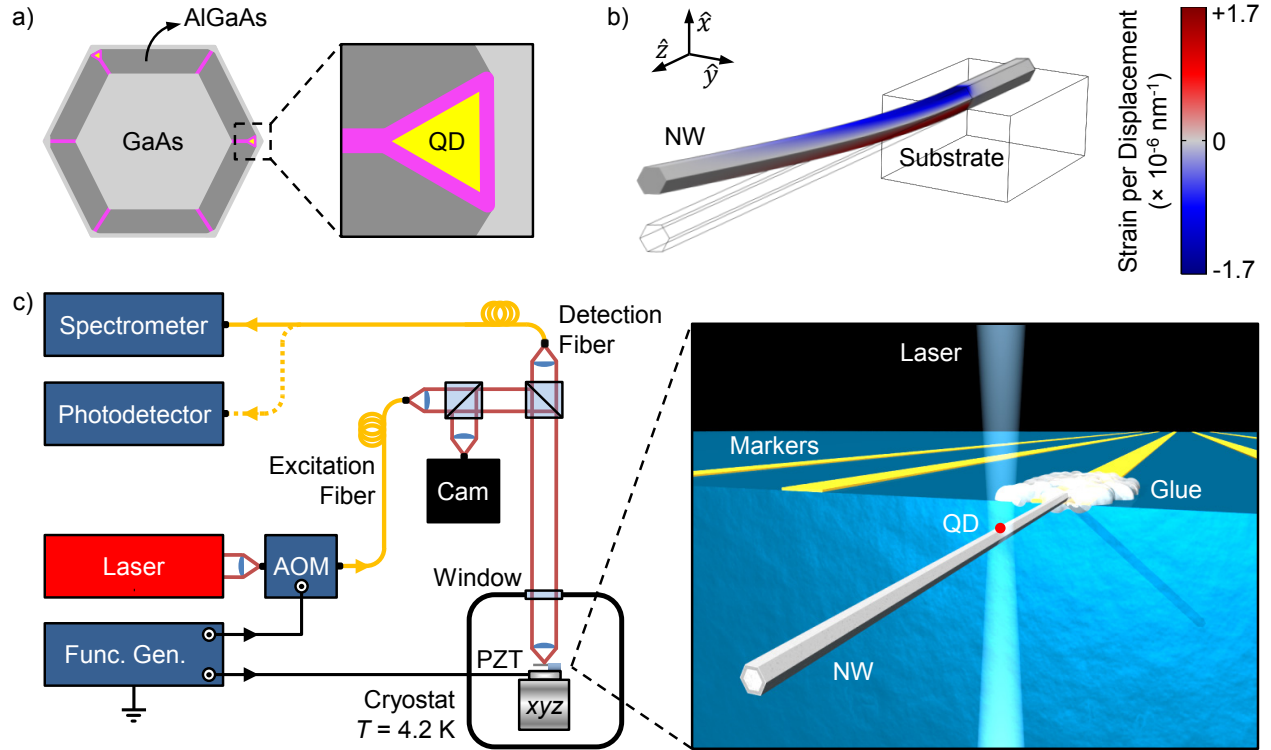 a)
AlGaAs
GaAs
QD
b)
x̂
ẑ
ŷ
NW
Substrate
Strain per Displacement
(× 10⁻⁶ nm⁻¹)
+1.7
0
-1.7
c)
Spectrometer
Photodetector
Detection
Fiber
Excitation
Fiber
Cam
Laser
AOM
Window
Func. Gen.
PZT
xyz
Cryostat
T = 4.2 K
Laser
Markers
Glue
QD
NW